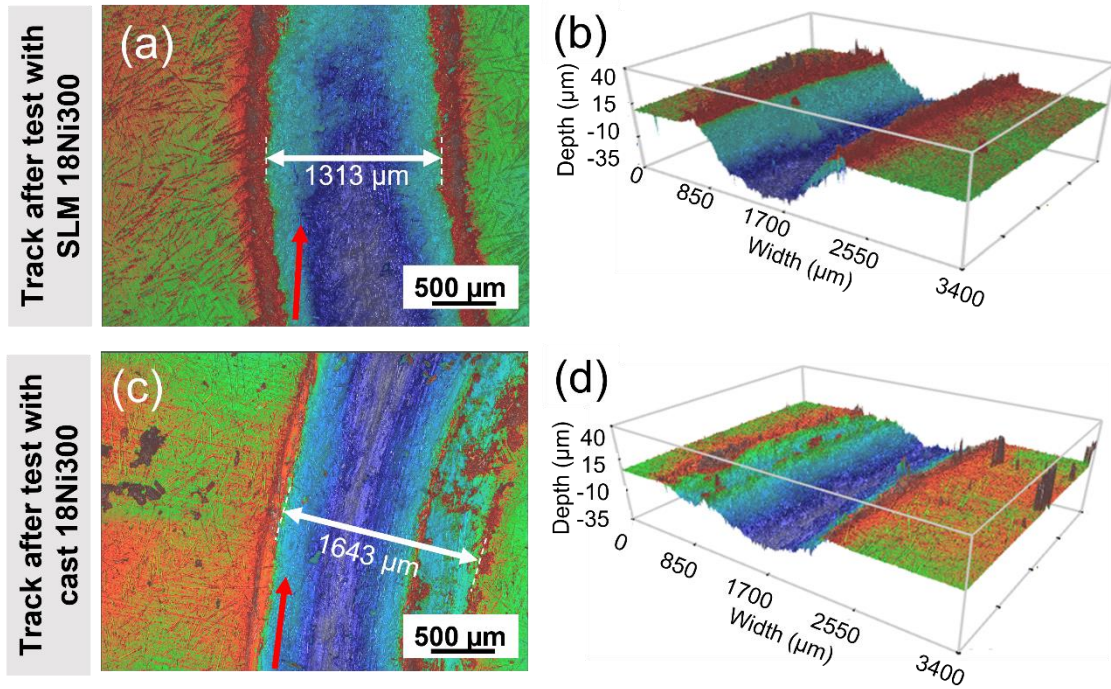 Track after test with
SLM 18Ni300
(a)
1313 µm
500 µm
(b)
40
15
-10
-35
Depth (µm)
0
850
1700
2550
3400
Width (µm)
Track after test with
cast 18Ni300
(c)
1643 µm
500 µm
(d)
40
15
-10
-35
Depth (µm)
0
850
1700
2550
3400
Width (µm)